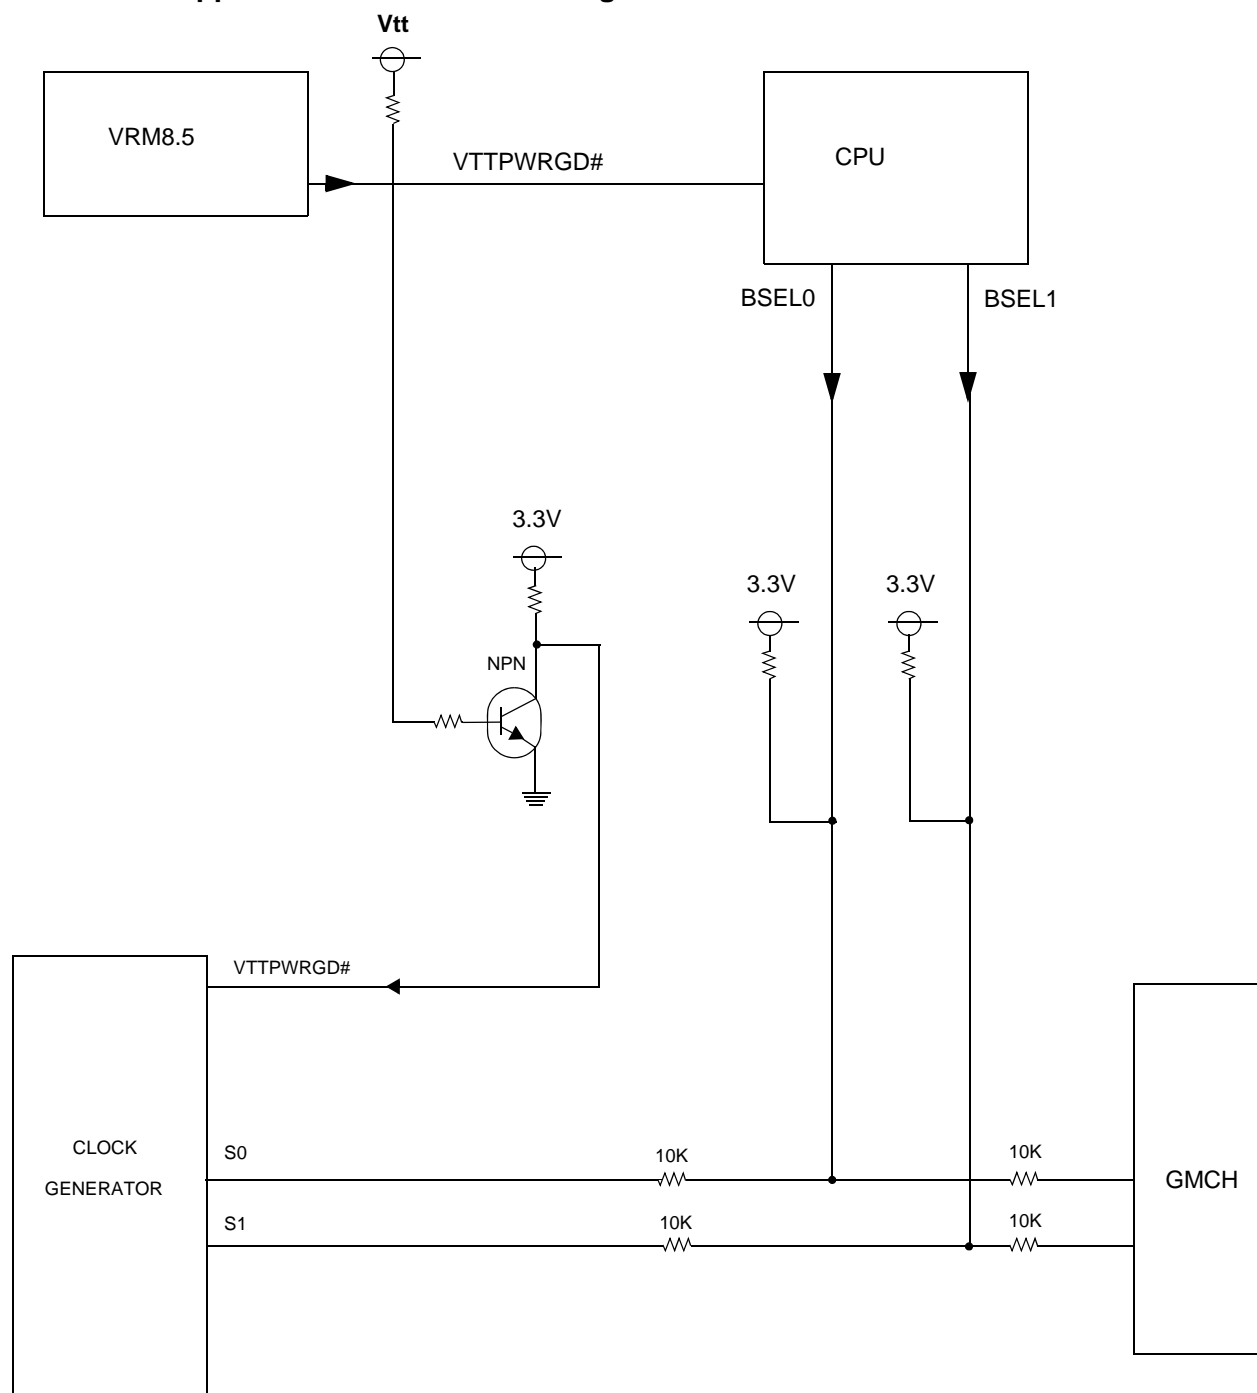 Vtt
VRM8.5
CPU
VTTPWRGD#
BSEL0
BSEL1
3.3V
3.3V
3.3V
NPN
VTTPWRGD#
CLOCK
GENERATOR
S0
10K
10K
GMCH
S1
10K
10K